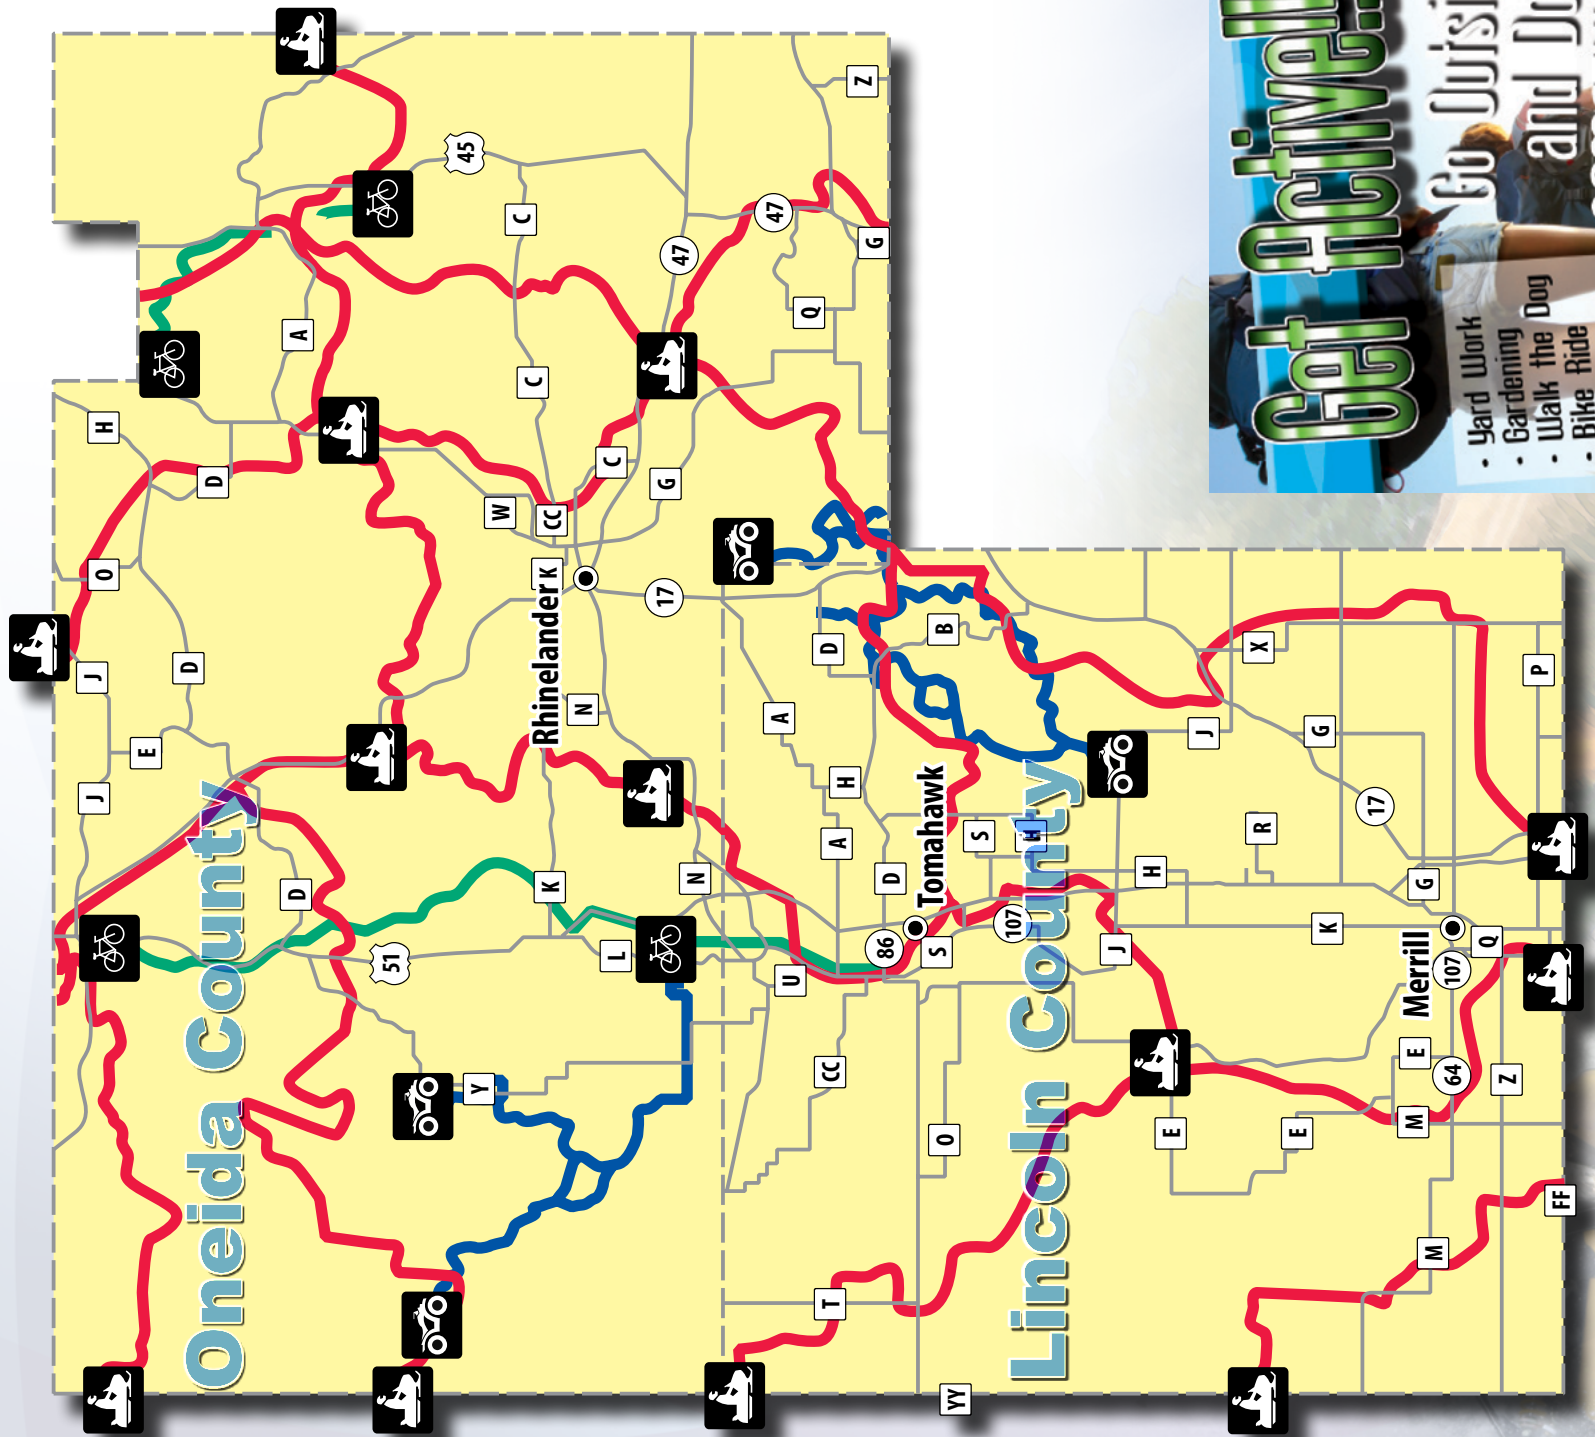 Oneida County
Lincoln County
Rhinelander
Tomahawk
Merrill
J
J
E
O
H
D
D
D
A
45
C
C
C
47
47
Z
G
Q
G
W
CC
K
17
N
N
K
51
L
U
Y
86
S
S
107
D
D
A
A
H
H
H
B
J
J
X
P
G
G
17
R
K
Q
107
E
E
E
64
M
M
Z
FF
CC
O
T
YY
Get Active
Go Outsi
and Do
• Yard Work
• Gardening
• Walk the Dog
• Bike Ride